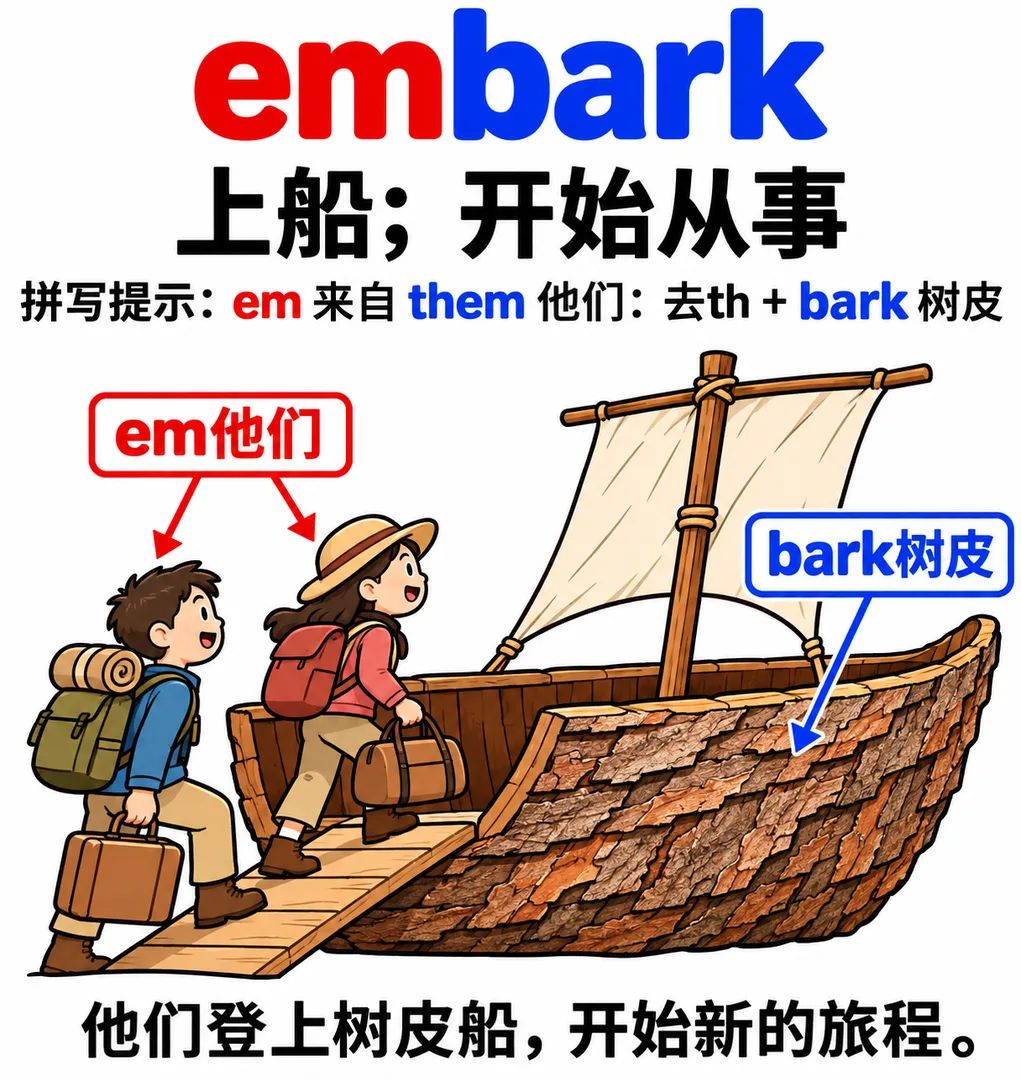 embark
上船；开始从事
拼写提示：em 来自 them 他们：去th + bark 树皮
em他们
bark树皮
他们登上树皮船，开始新的旅程。